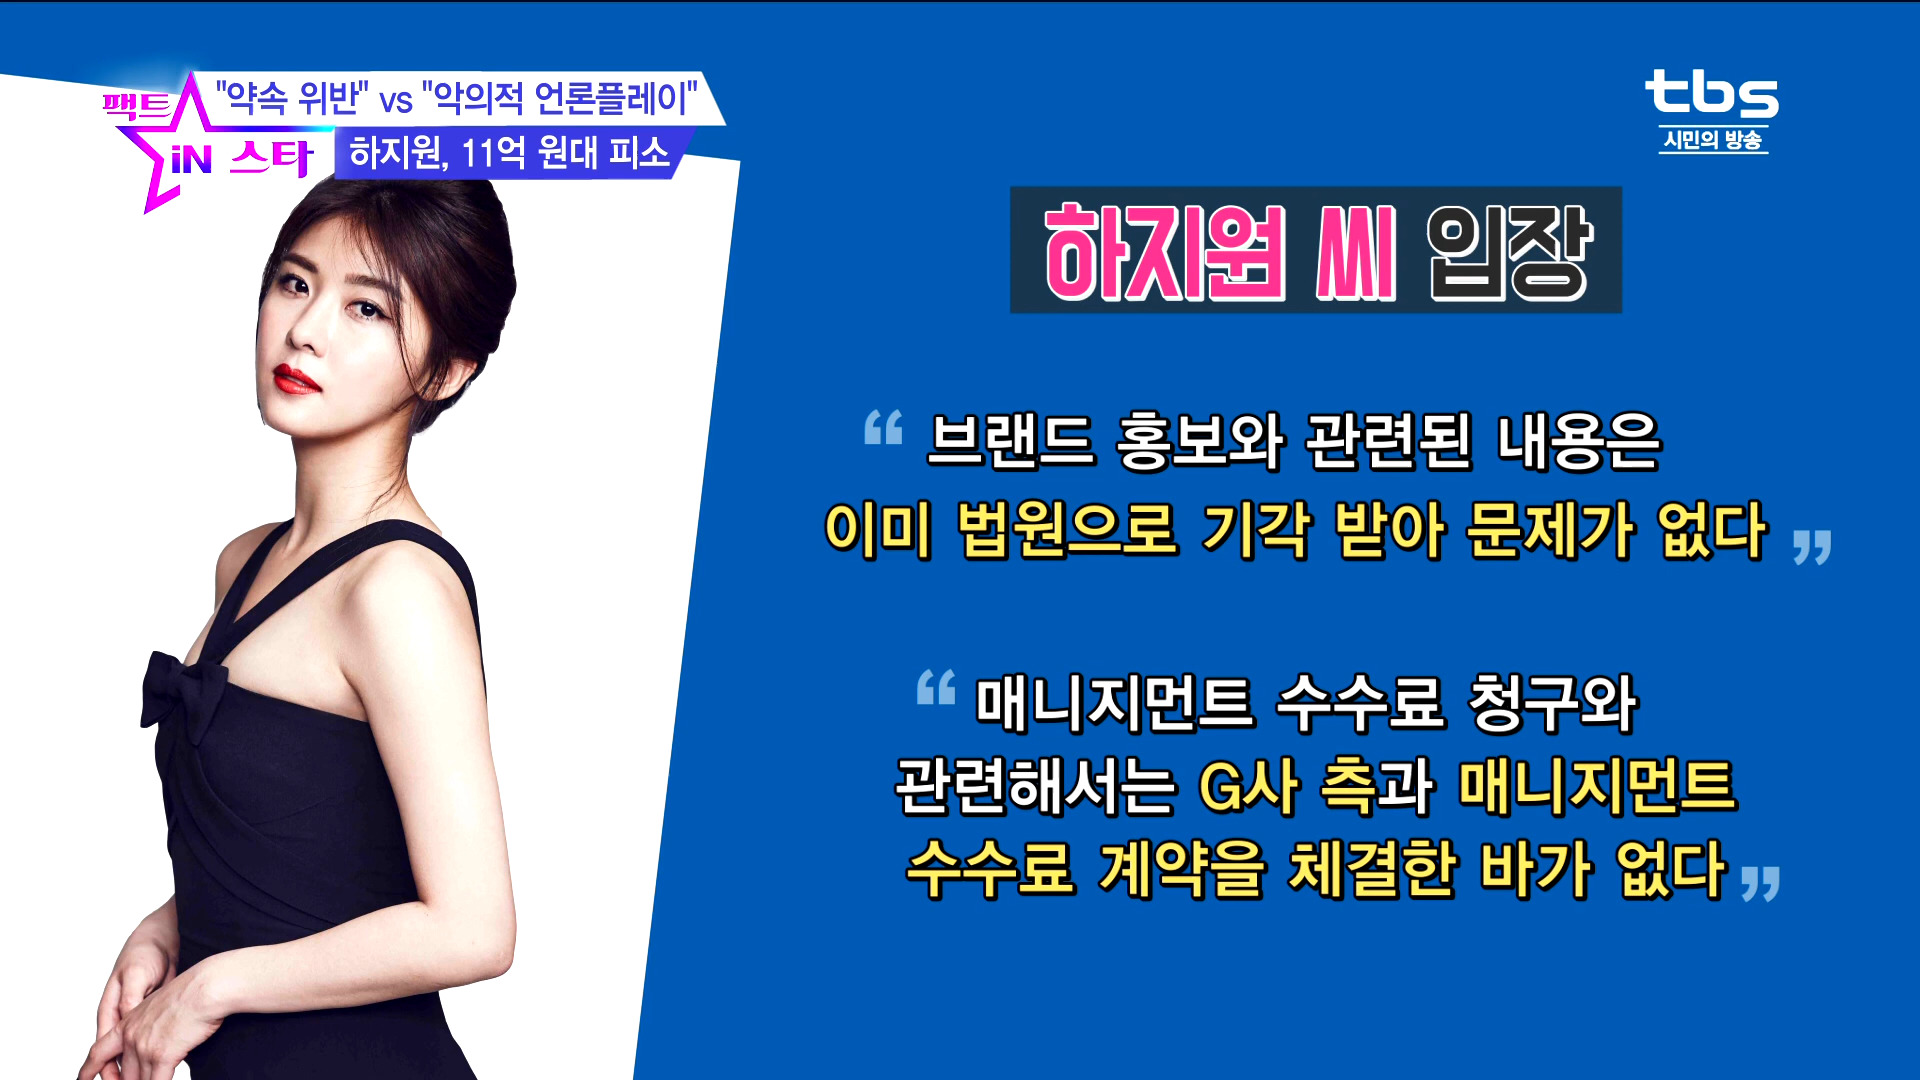 팩트 iN 스타
"약속 위반" vs "악의적 언론플레이"
하지원, 11억 원대 피소
tbs
시민의 방송
하지원 씨 입장
“ 브랜드 홍보와 관련된 내용은
이미 법원으로 기각 받아 문제가 없다 ”
“ 매니지먼트 수수료 청구와
관련해서는 G사 측과 매니지먼트
수수료 계약을 체결한 바가 없다 ”